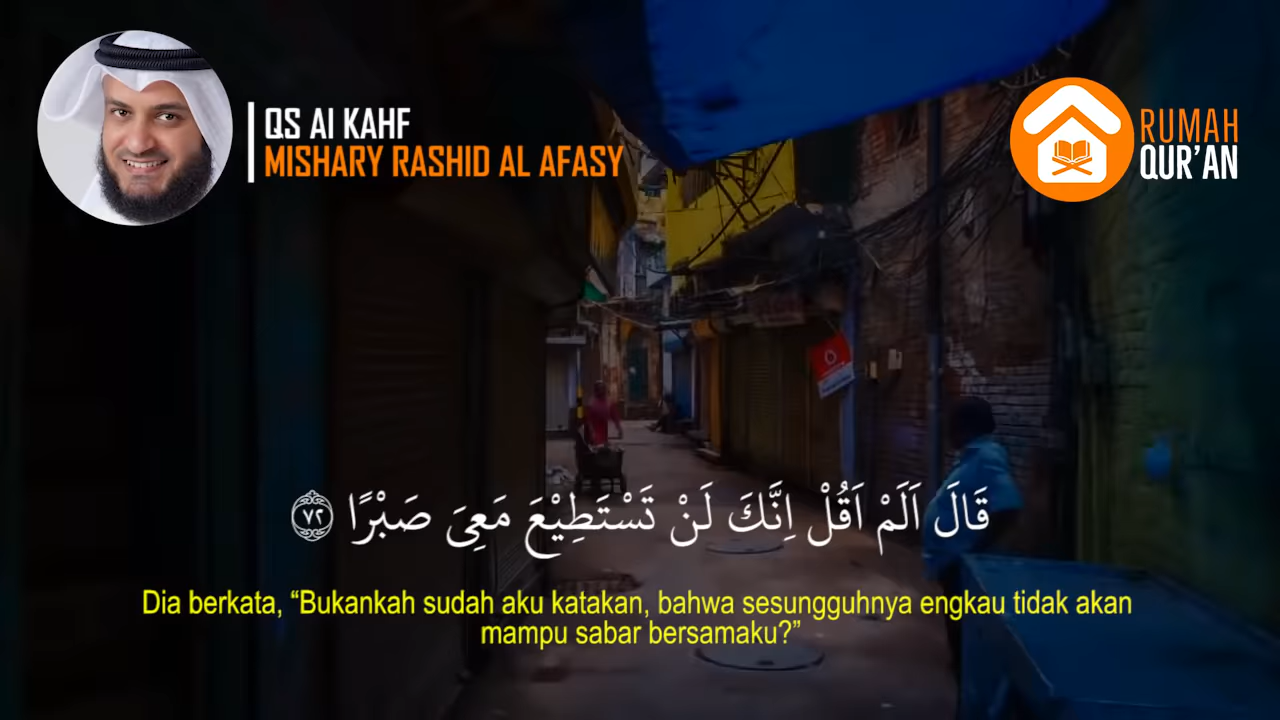 QS Al KAHF
MISHARY RASHID AL AFASY
RUMAH
QUR’AN
قَالَ اَلَمْ اَقُلْ اِنَّكَ لَنْ تَسْتَطِيْعَ مَعِيَ صَبْرًا ٧٢
Dia berkata, “Bukankah sudah aku katakan, bahwa sesungguhnya engkau tidak akan
mampu sabar bersamaku?”